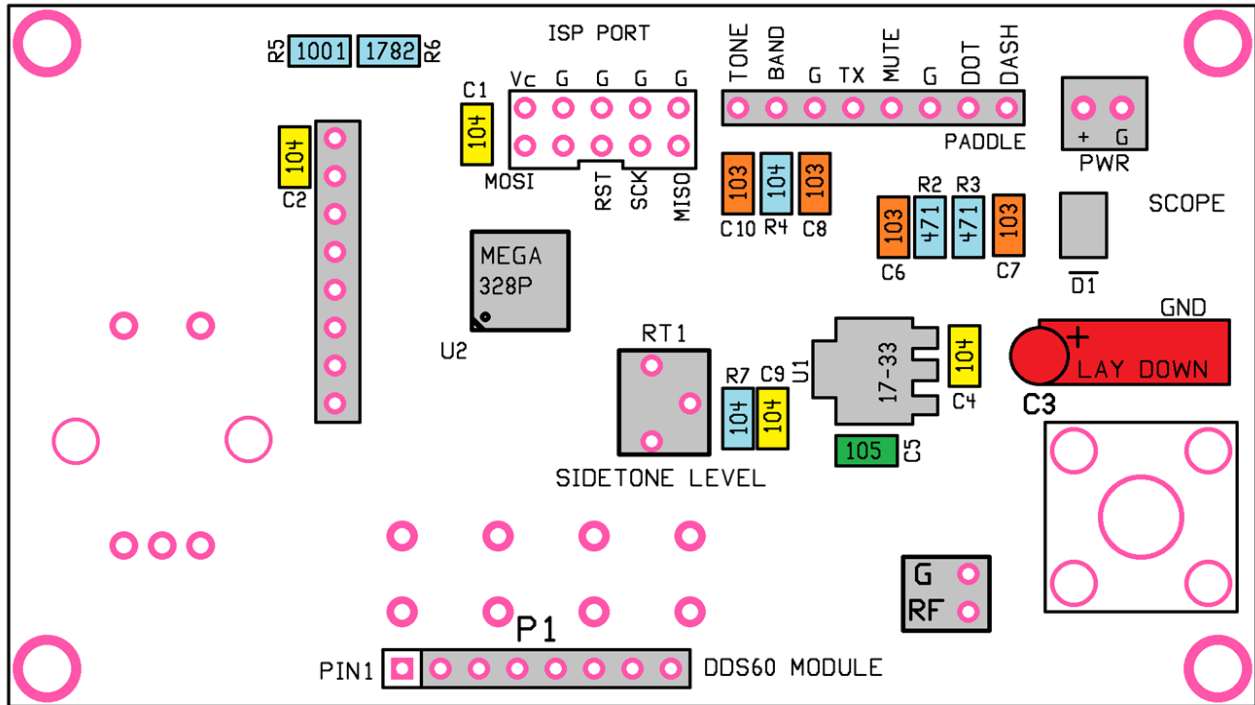 R5
1001
1782
R6
ISP PORT
Vc G G G G
MOSI
RST
SCK
MISO
C1
104
C2
104
TONE
BAND
G
TX
MUTE
G
DOT
DASH
PADDLE
+ G
PWR
SCOPE
103
C10
104
R4
103
C8
103
C6
R2
471
R3
471
103
C7
D1
MEGA
328P
U2
RT1
SIDETONE LEVEL
R7
104
C9
104
U1
17-33
104
C4
105
C5
GND
+
LAY DOWN
C3
G
RF
P1
PIN1
DDS60 MODULE